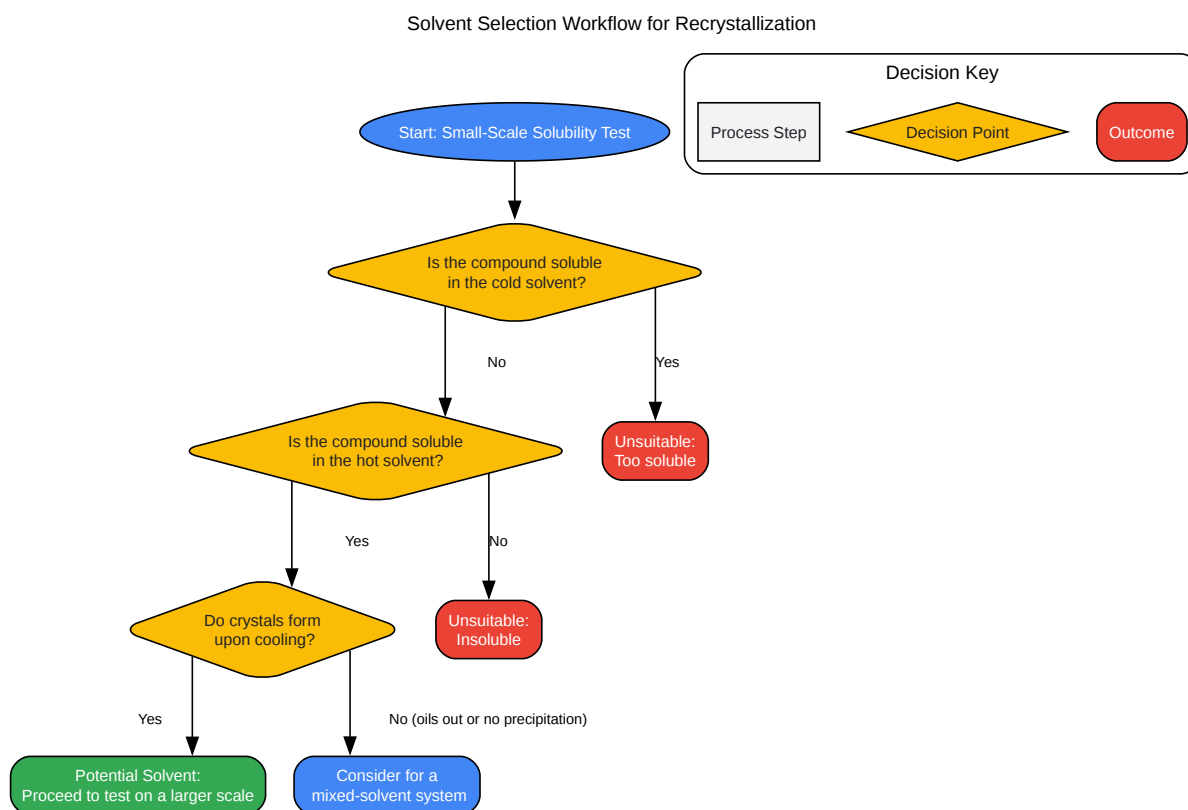 Solvent Selection Workflow for Recrystallization
Decision Key
Start: Small-Scale Solubility Test
Process Step
Decision Point
Outcome
Is the compound soluble
in the cold solvent?
No
Yes
Is the compound soluble
in the hot solvent?
Unsuitable:
Too soluble
Yes
No
Do crystals form
upon cooling?
Unsuitable:
Insoluble
Yes
No (oils out or no precipitation)
Potential Solvent:
Proceed to test on a larger scale
Consider for a
mixed-solvent system